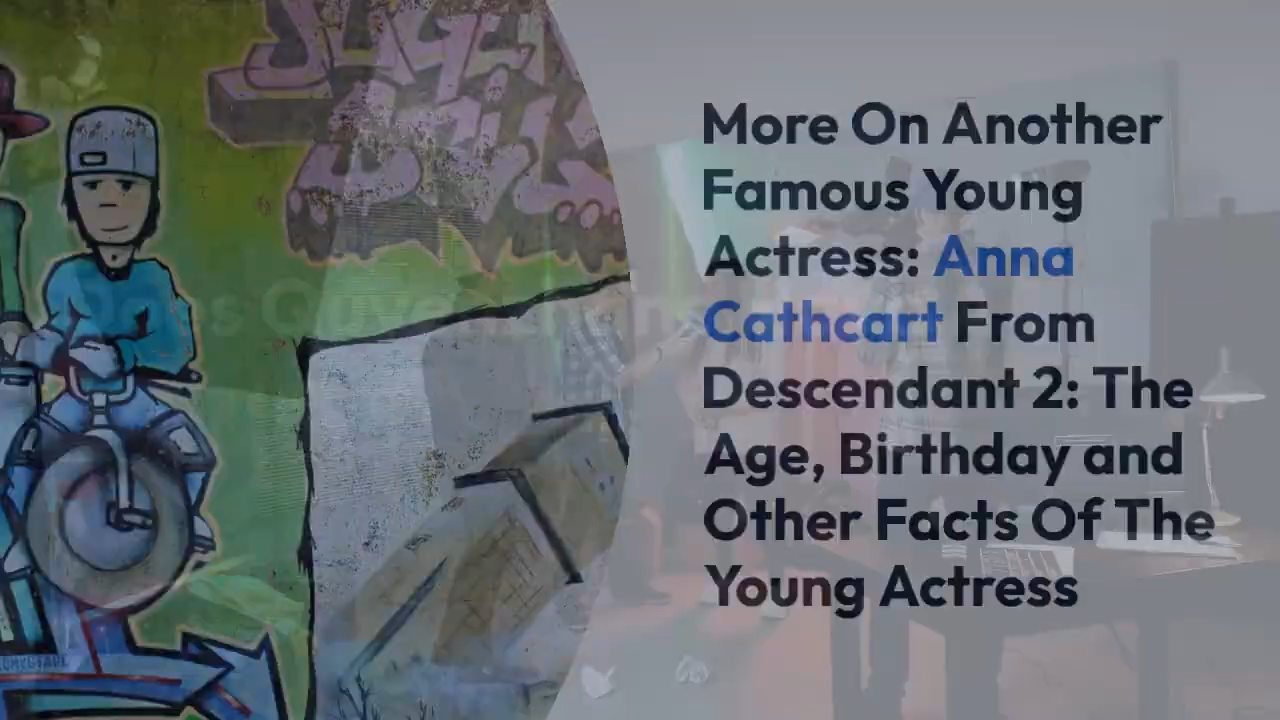 More On Another
Famous Young
Actress: Anna
Cathcart From
Descendant 2: The
Age, Birthday and
Other Facts Of The
Young Actress